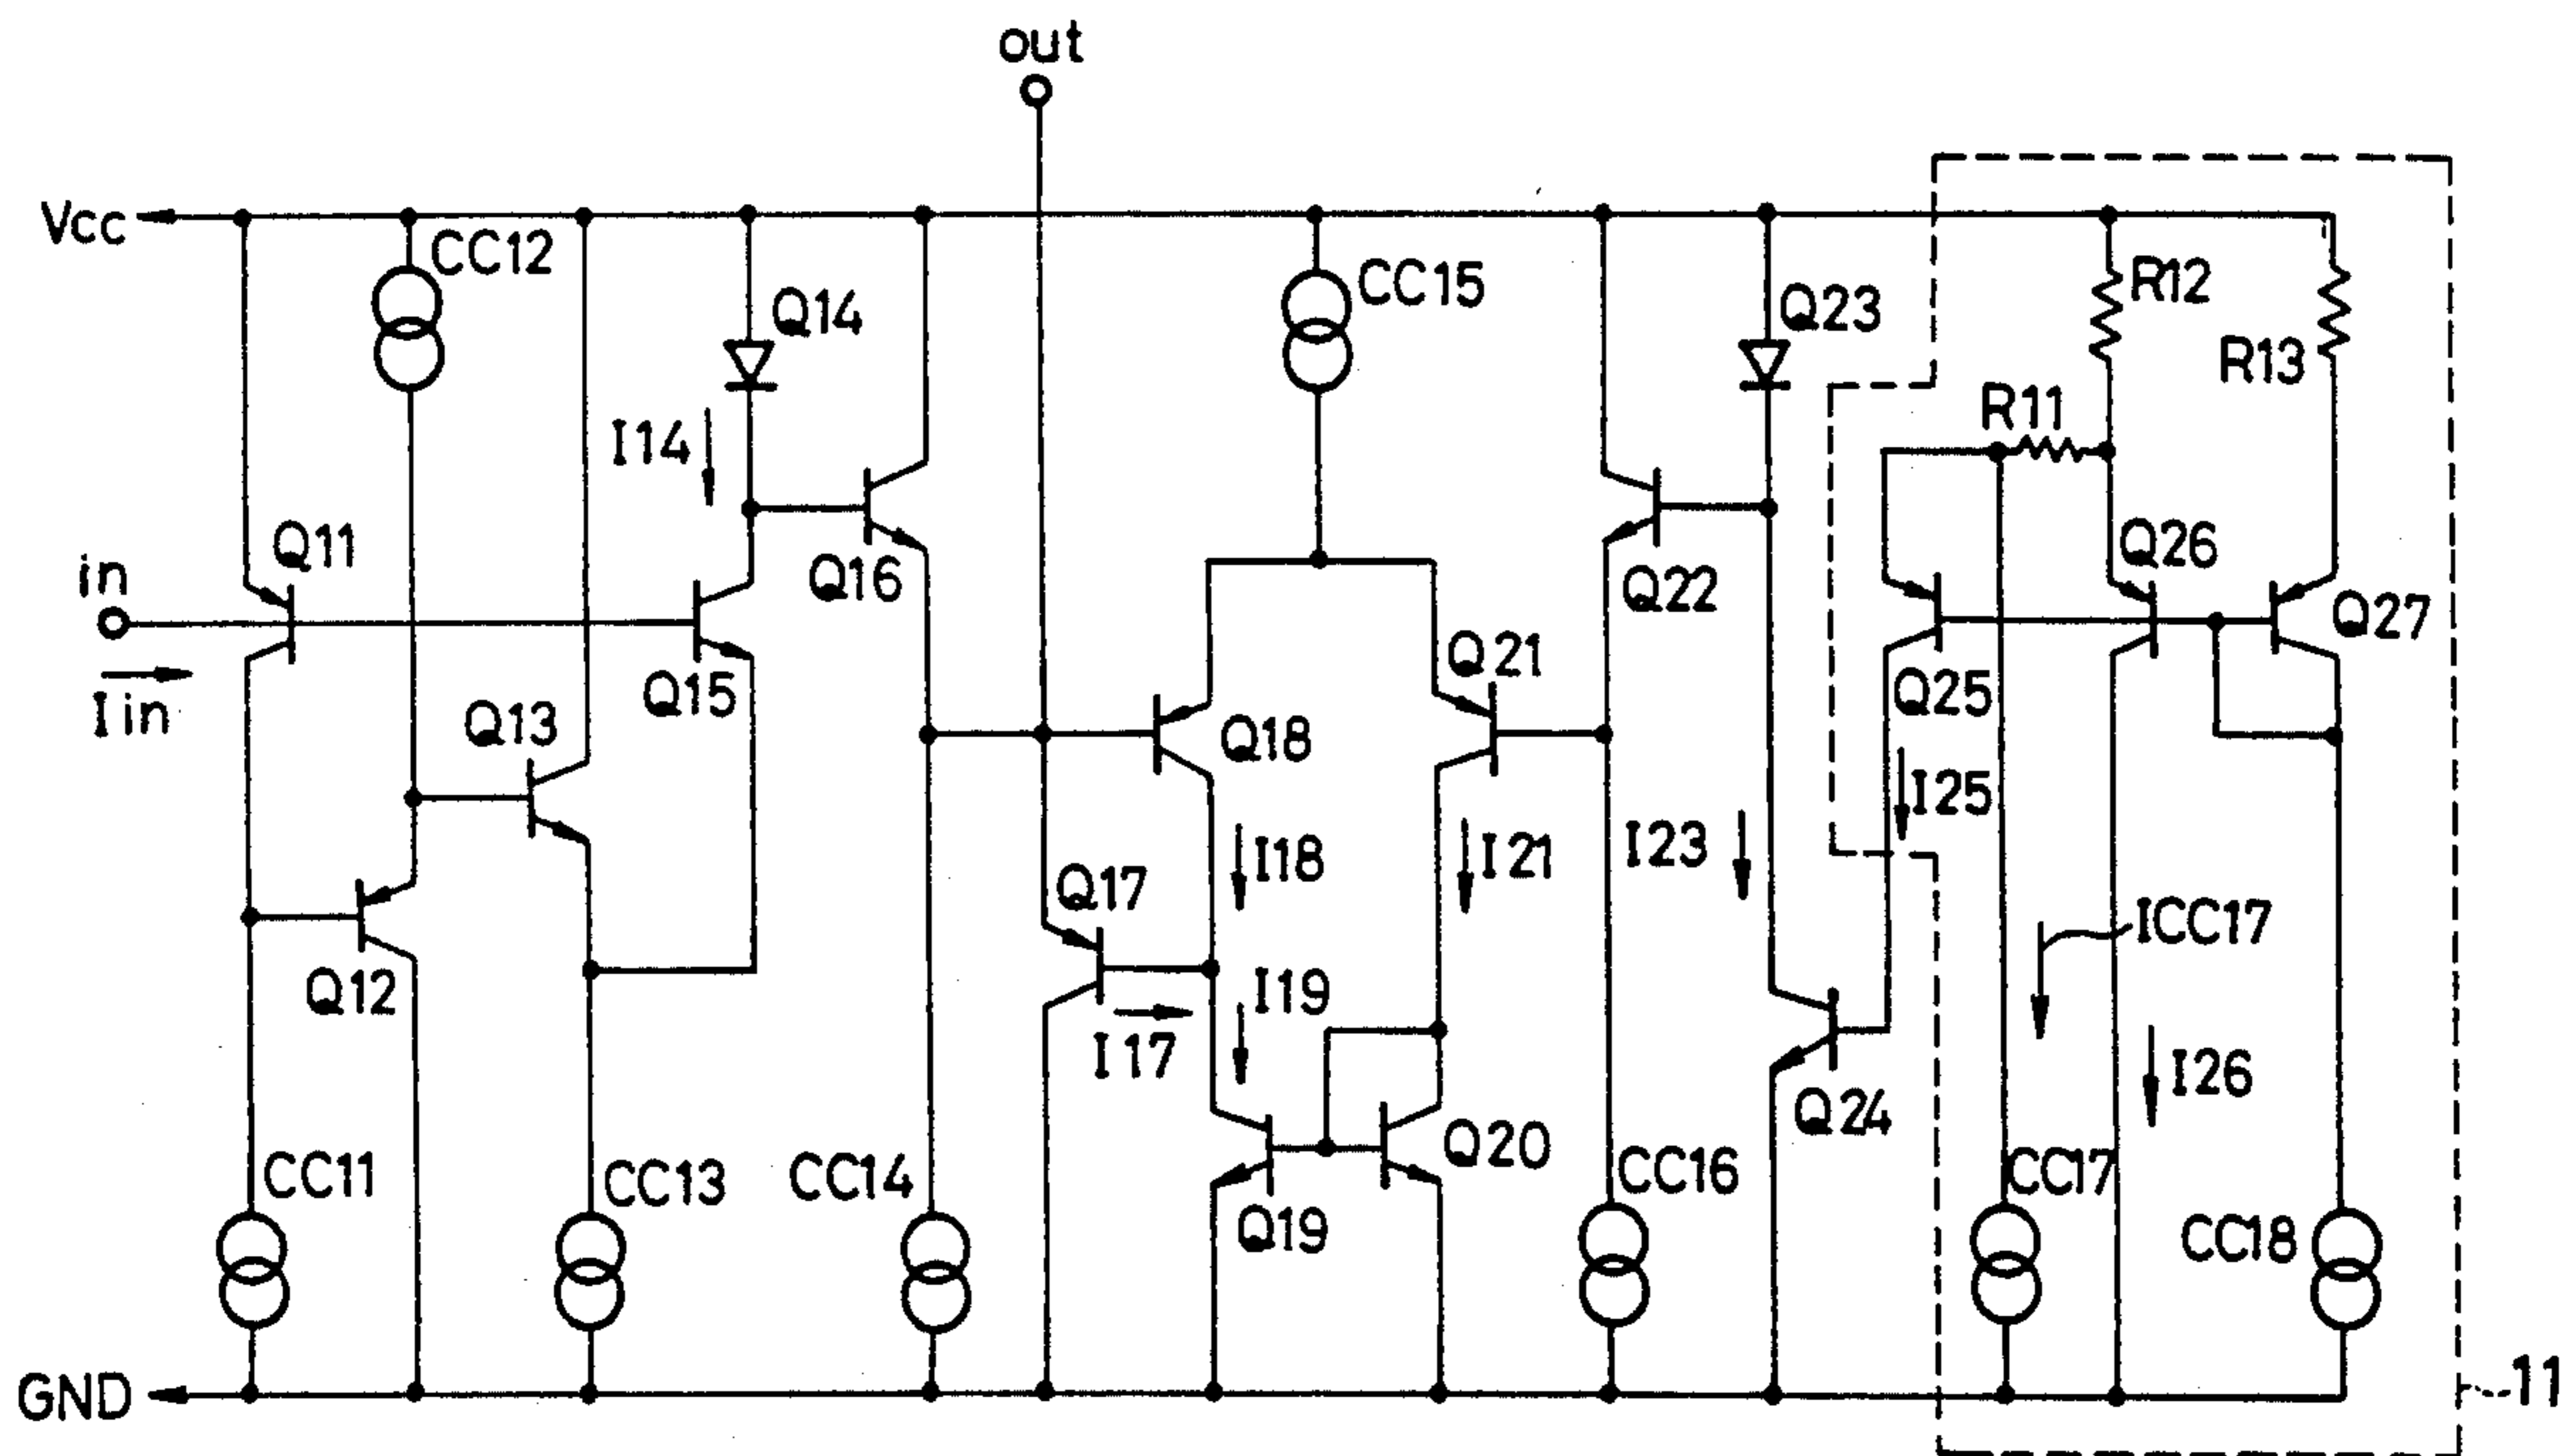 out
Vcc
CC12
Q14
CC15
Q23
R12
R13
R11
I14
in
Q11
Q16
Q22
Q26
Q27
Iin
Q13
Q15
Q18
Q21
Q25
I25
Q12
Q17
I18
I21
I23
ICC17
I17
I19
I26
Q24
CC11
CC13
CC14
Q19
Q20
CC16
CC17
CC18
GND
11